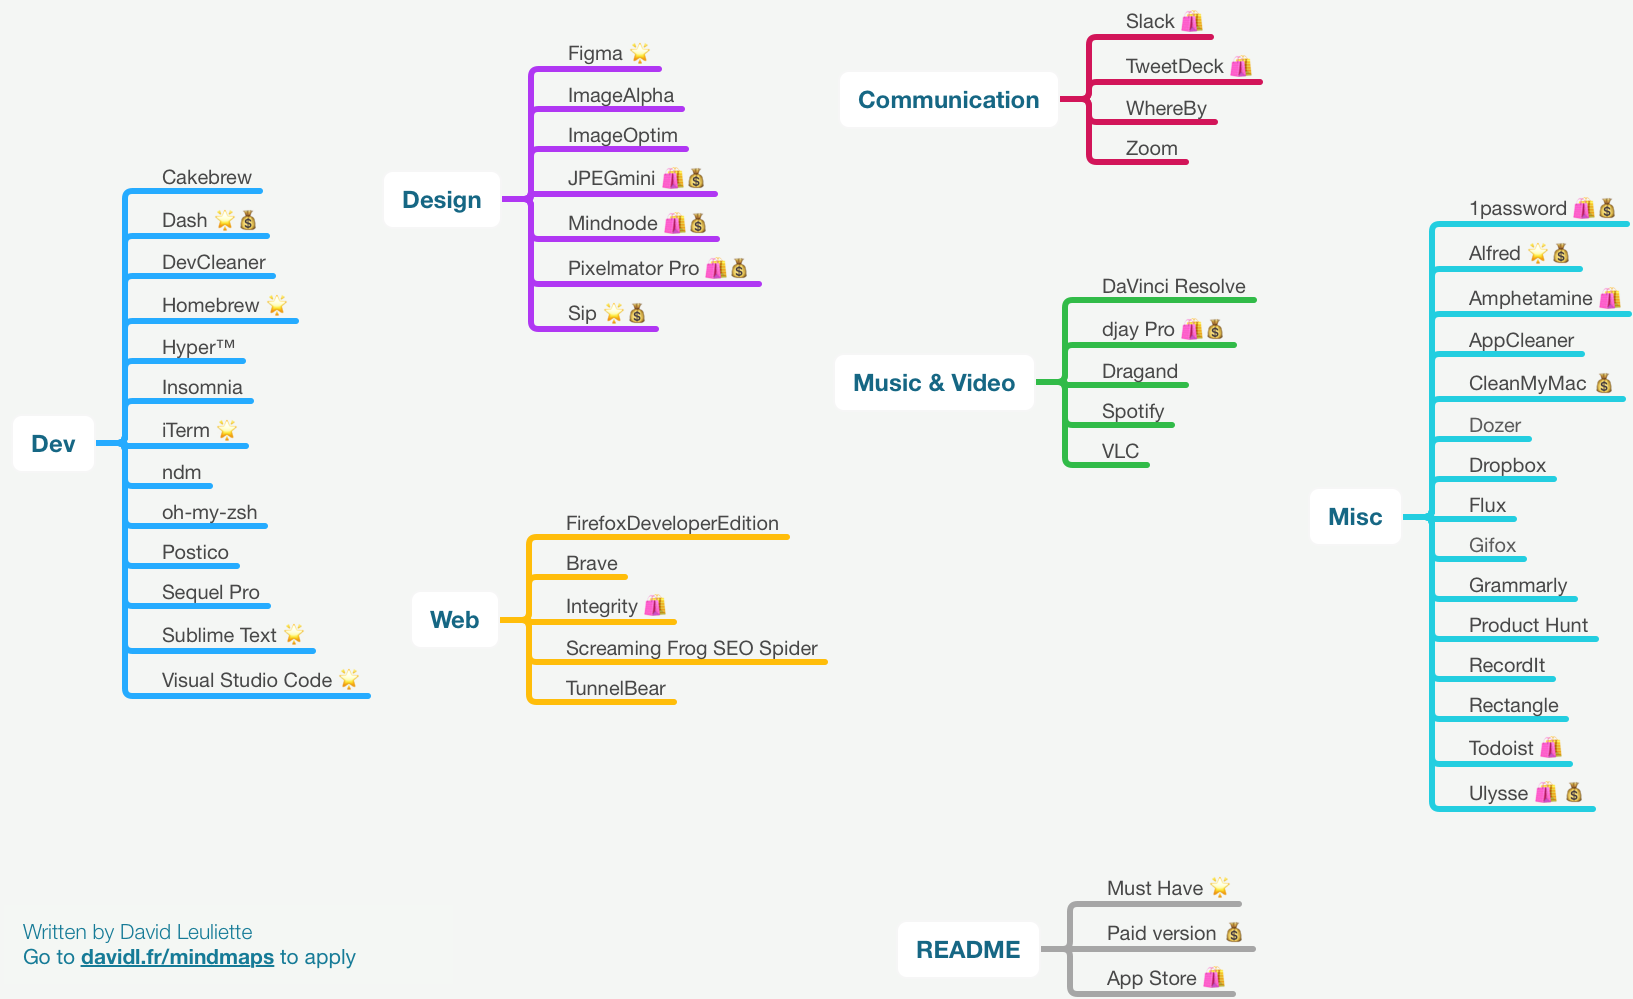 Dev
Cakebrew
Dash 🌟💰
DevCleaner
Homebrew 🌟
Hyper™
Insomnia
iTerm 🌟
ndm
oh-my-zsh
Postico
Sequel Pro
Sublime Text 🌟
Visual Studio Code 🌟
Design
Figma 🌟
ImageAlpha
ImageOptim
JPEGmini 🛍💰
Mindnode 🛍💰
Pixelmator Pro 🛍💰
Sip 🌟💰
Web
FirefoxDeveloperEdition
Brave
Integrity 🛍
Screaming Frog SEO Spider
TunnelBear
Communication
Slack 🛍
TweetDeck 🛍
WhereBy
Zoom
Music & Video
DaVinci Resolve
djay Pro 🛍💰
Dragand
Spotify
VLC
Misc
1password 🛍💰
Alfred 🌟💰
Amphetamine 🛍
AppCleaner
CleanMyMac 💰
Dozer
Dropbox
Flux
Gifox
Grammarly
Product Hunt
RecordIt
Rectangle
Todoist 🛍
Ulysse 🛍 💰
README
Must Have 🌟
Paid version 💰
App Store 🛍
Written by David Leuliette
Go to davidl.fr/mindmaps to apply